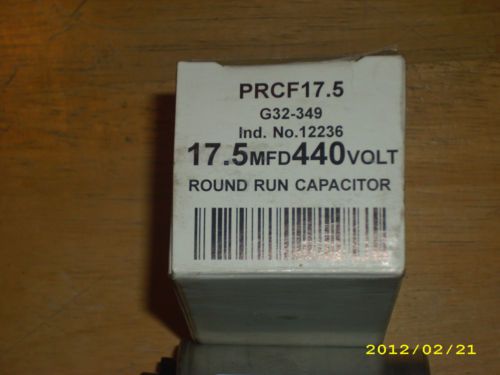 PRCF17.5
G32-349
Ind. No.12236
17.5MFD440VOLT
ROUND RUN CAPACITOR
2012/02/21